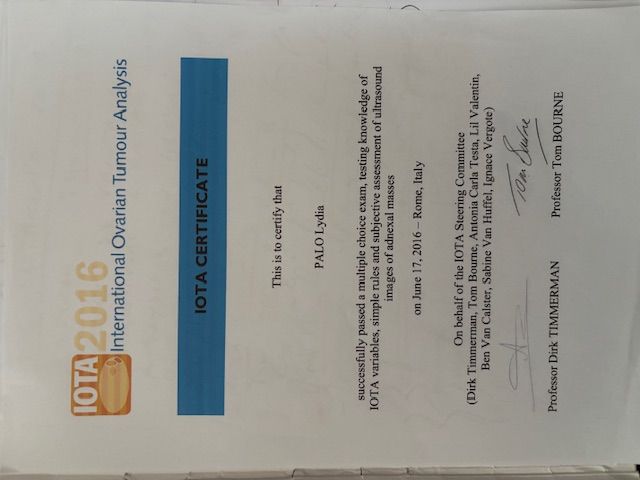 IOTA 2016
International Ovarian Tumour Analysis
IOTA CERTIFICATE
This is to certify that
PALO Lydia
successfully passed a multiple choice exam, testing knowledge of
IOTA variables, simple rules and subjective assessment of ultrasound
images of adnexal masses
on June 17, 2016 – Rome, Italy
On behalf of the IOTA Steering Committee
(Dirk Timmerman, Tom Bourne, Antonia Carla Testa, Lil Valentin,
Ben Van Calster, Sabine Van Huffel, Ignace Vergote)
Tom Bourne
Professor Dirk TIMMERMAN Professor Tom BOURNE